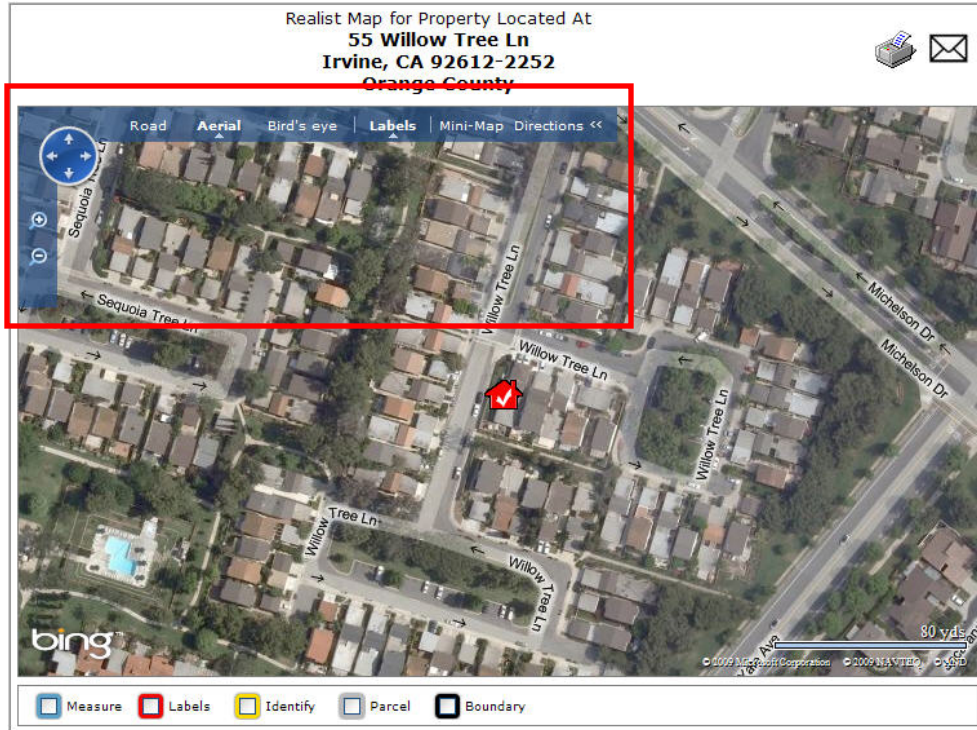 Realist Map for Property Located At
55 Willow Tree Ln
Irvine, CA 92612-2252
Orange County
Road Aerial Bird's eye Labels Mini-Map Directions <<
Sequoia Tree Ln
Willow Tree Ln
Sequoia Tree Ln
Willow Tree Ln
Michelson Dr
Michelson Dr
Willow Tree Ln
Willow Tree Ln
Willow Tree Ln
bing
80 yds
© 2009 Microsoft Corporation © 2009 NAVTEQ © AND
Measure Labels Identify Parcel Boundary